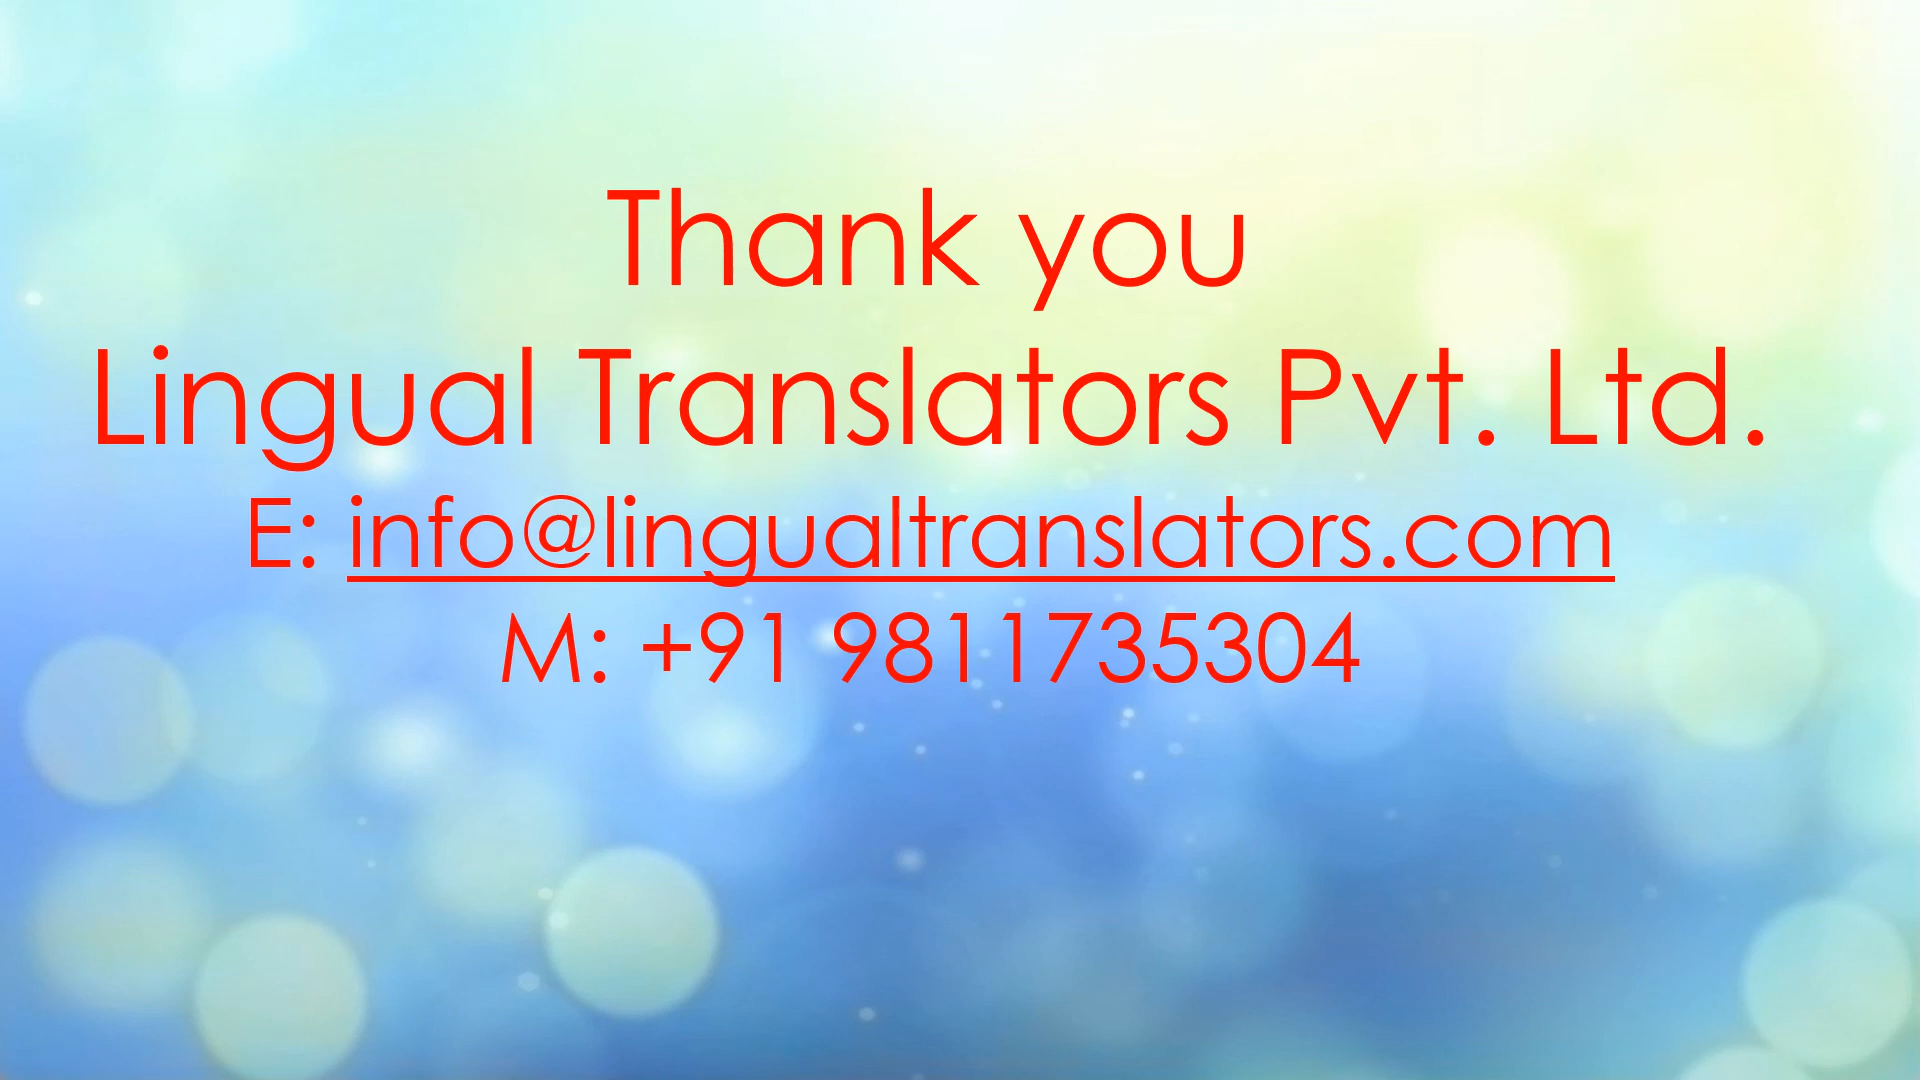 Thank you
Lingual Translators Pvt. Ltd.
E: info@lingualtranslators.com
M: +91 9811735304